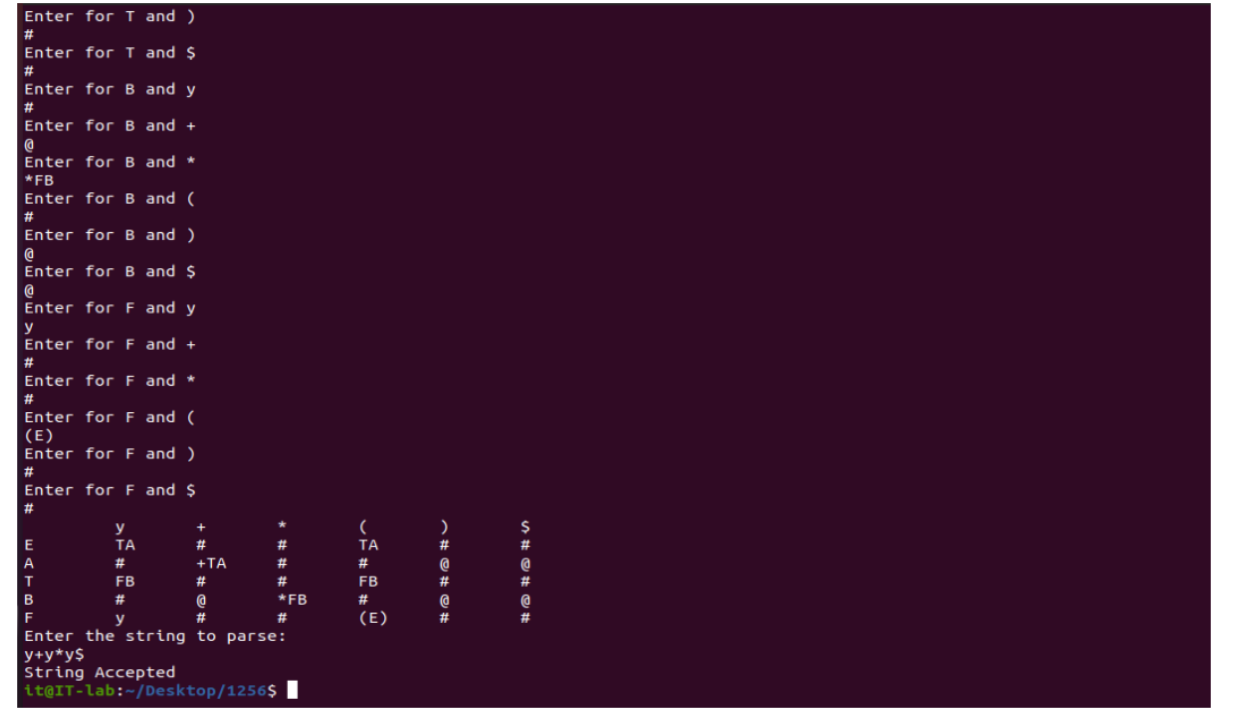 Enter for T and )
#
Enter for T and $
#
Enter for B and y
#
Enter for B and +
@
Enter for B and *
*FB
Enter for B and (
#
Enter for B and )
@
Enter for B and $
@
Enter for F and y
y
Enter for F and +
#
Enter for F and *
#
Enter for F and (
(E)
Enter for F and )
#
Enter for F and $
#
y + * ( ) $
E TA # # TA # #
A # +TA # # @ @
T FB # # FB # #
B # @ *FB # @ @
F y # # (E) # #
Enter the string to parse:
y+y*y$
String Accepted
it@IT-lab:~/Desktop/1256$